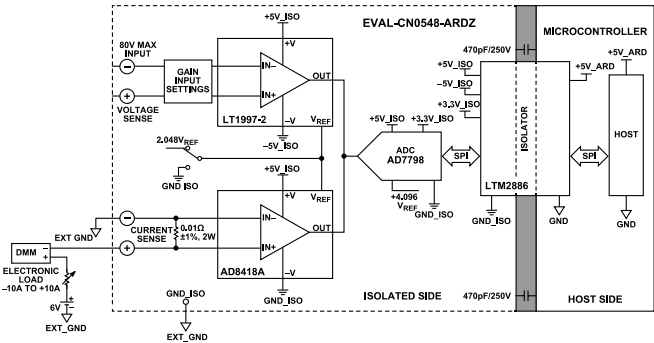 EVAL-CN0548-ARDZ
MICROCONTROLLER
80V MAX
INPUT
VOLTAGE
SENSE
GAIN
INPUT
SETTINGS
+5V_ISO
+V
IN–
IN+
OUT
–V
LT1997-2
VREF
–5V_ISO
2.048VREF
GND ISO
+5V_ISO
VREF
+V
IN–
IN+
OUT
–V
AD8418A
GND_ISO
EXT GND
CURRENT
SENSE
0.01Ω
±1%, 2W
DMM
–
+
ELECTRONIC
LOAD
–10A TO +10A
6V
+
–
EXT_GND
GND_ISO
EXT_GND
+5V_ISO
+3.3V_ISO
ADC
AD7798
+4.096
VREF
GND_ISO
SPI
470pF/250V
+5V_ISO
–5V_ISO
+3.3V_ISO
ISOLATOR
LTM2886
GND_ISO
GND
+5V_ARD
SPI
+5V_ARD
HOST
GND
470pF/250V
ISOLATED SIDE
HOST SIDE